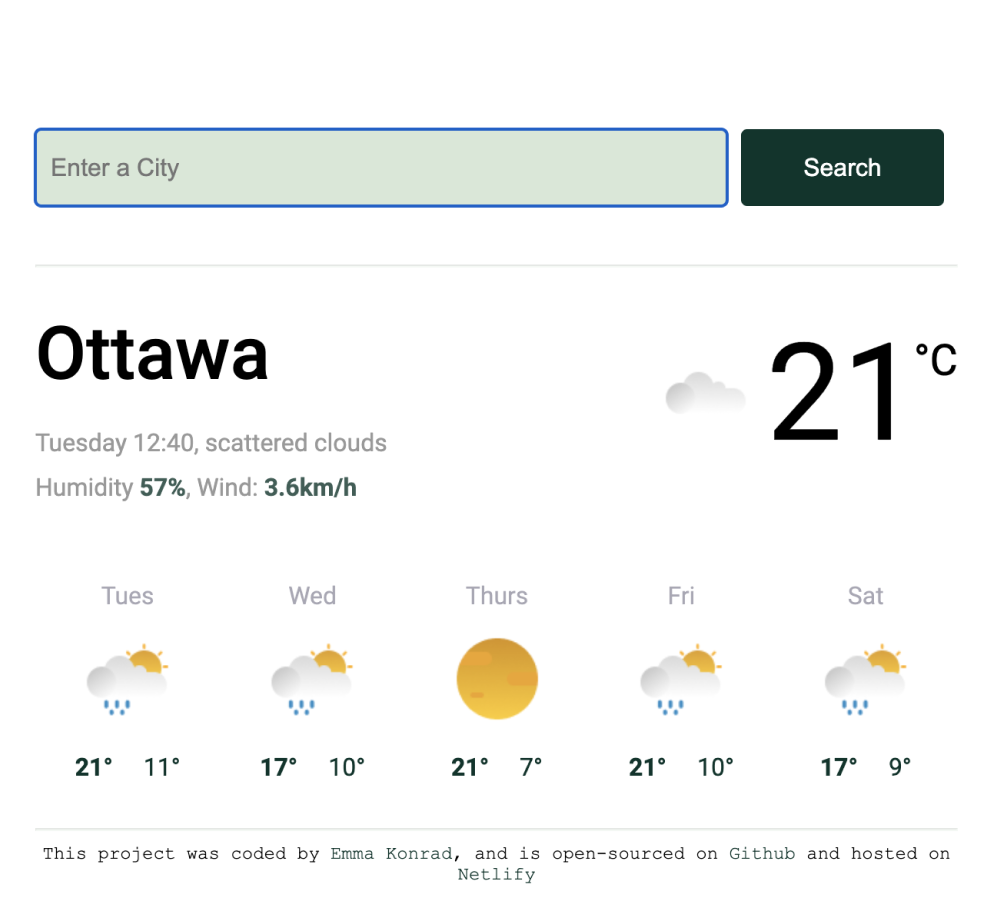 Enter a City
Search
Ottawa
21
°C
Tuesday 12:40, scattered clouds
Humidity 57%, Wind: 3.6km/h
Tues
Wed
Thurs
Fri
Sat
21° 11°
17° 10°
21° 7°
21° 10°
17° 9°
This project was coded by Emma Konrad, and is open-sourced on Github and hosted on
Netlify